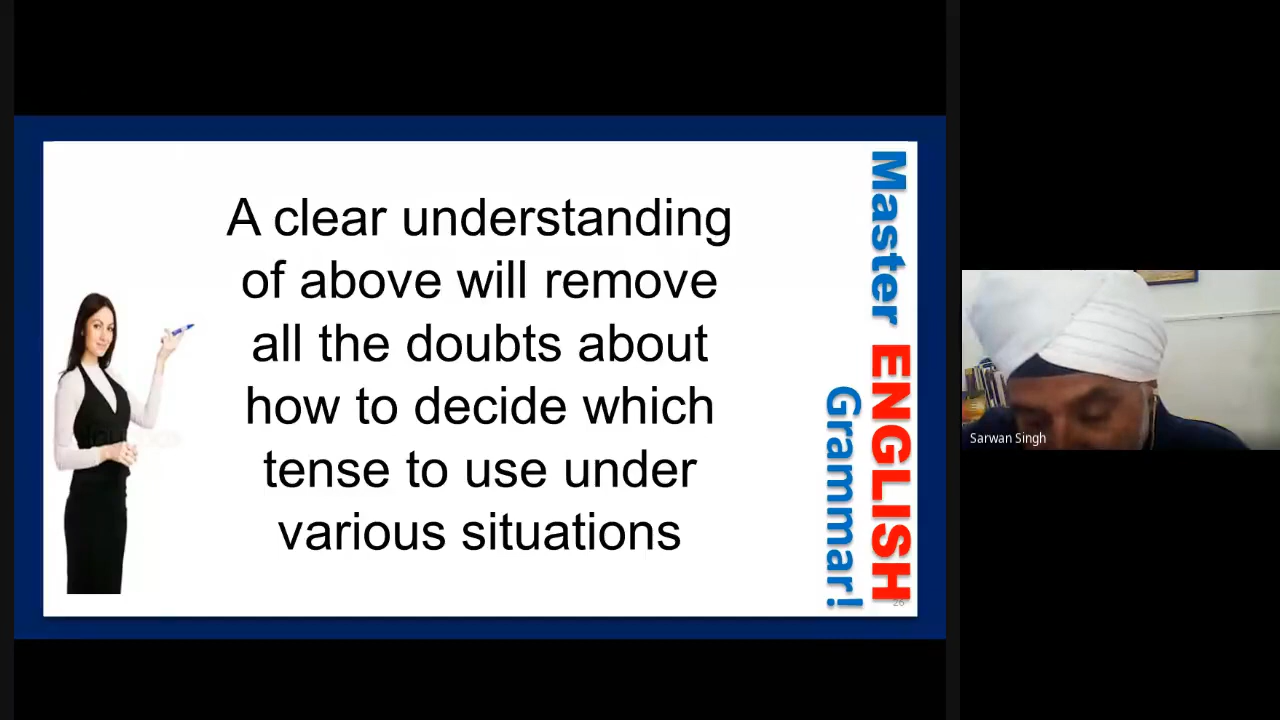 A clear understanding
of above will remove
all the doubts about
how to decide which
tense to use under
various situations
Master ENGLISH
Grammar!
26
Sarwan Singh